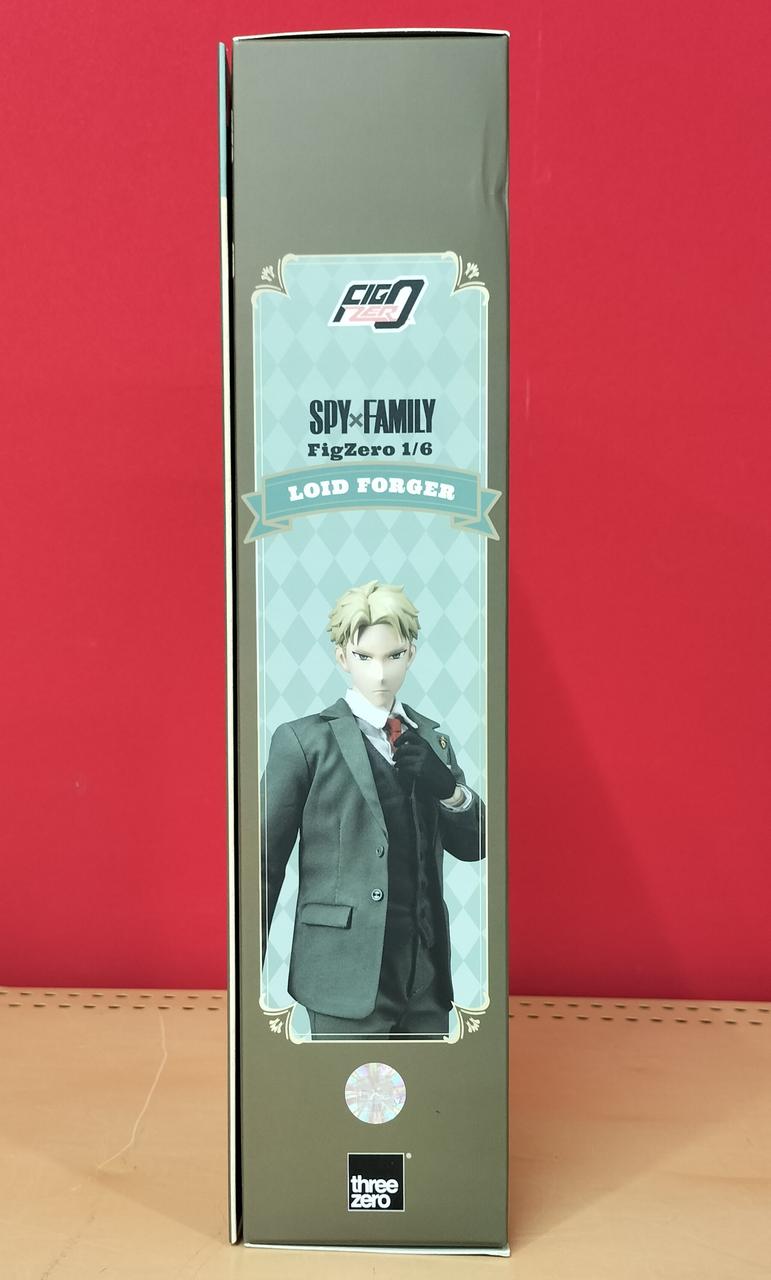 FIG
ZERO
SPY×FAMILY
FigZero 1/6
LOID FORGER
three
zero